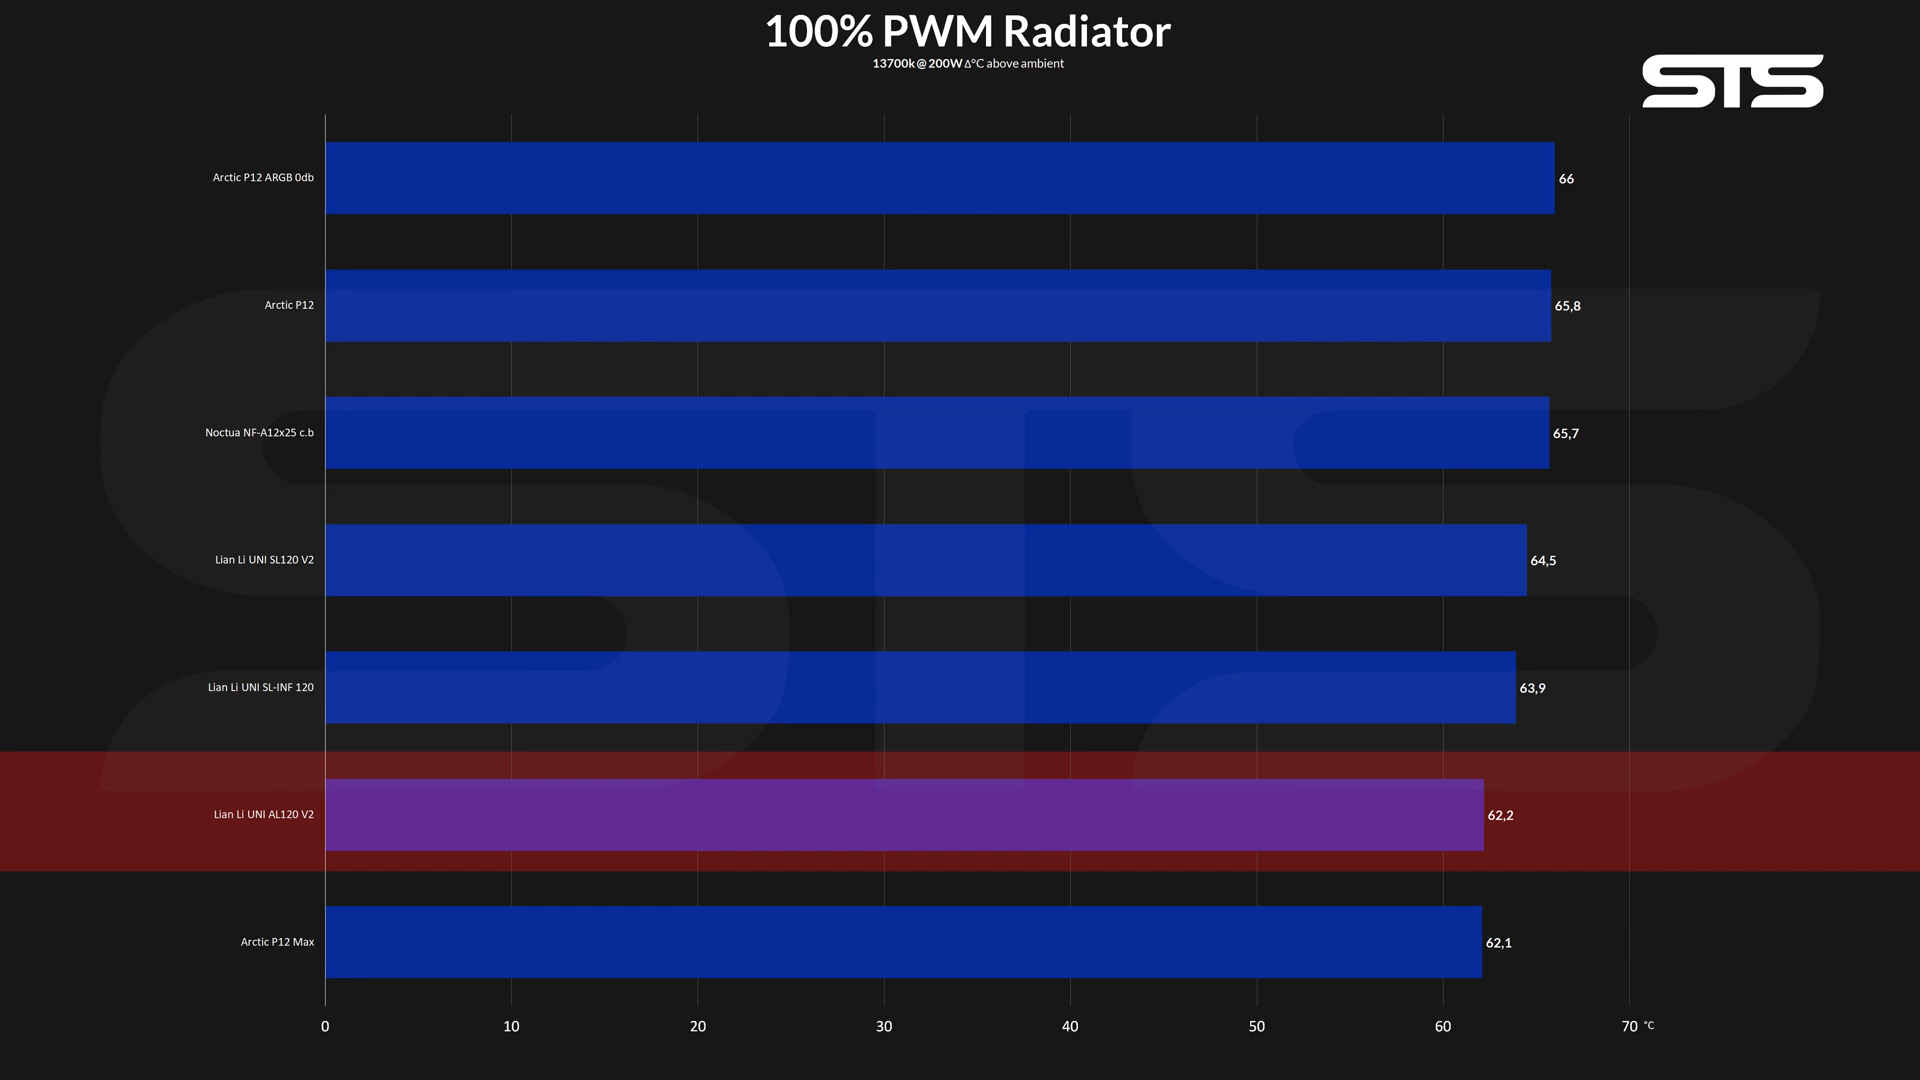 100% PWM Radiator
13700k @ 200W Δ°C above ambient
STS
Arctic P12 ARGB 0db 66
Arctic P12 65,8
Noctua NF-A12x25 c.b 65,7
Lian Li UNI SL120 V2 64,5
Lian Li UNI SL-INF 120 63,9
Lian Li UNI AL120 V2 62,2
Arctic P12 Max 62,1
0 10 20 30 40 50 60 70 °C
STS